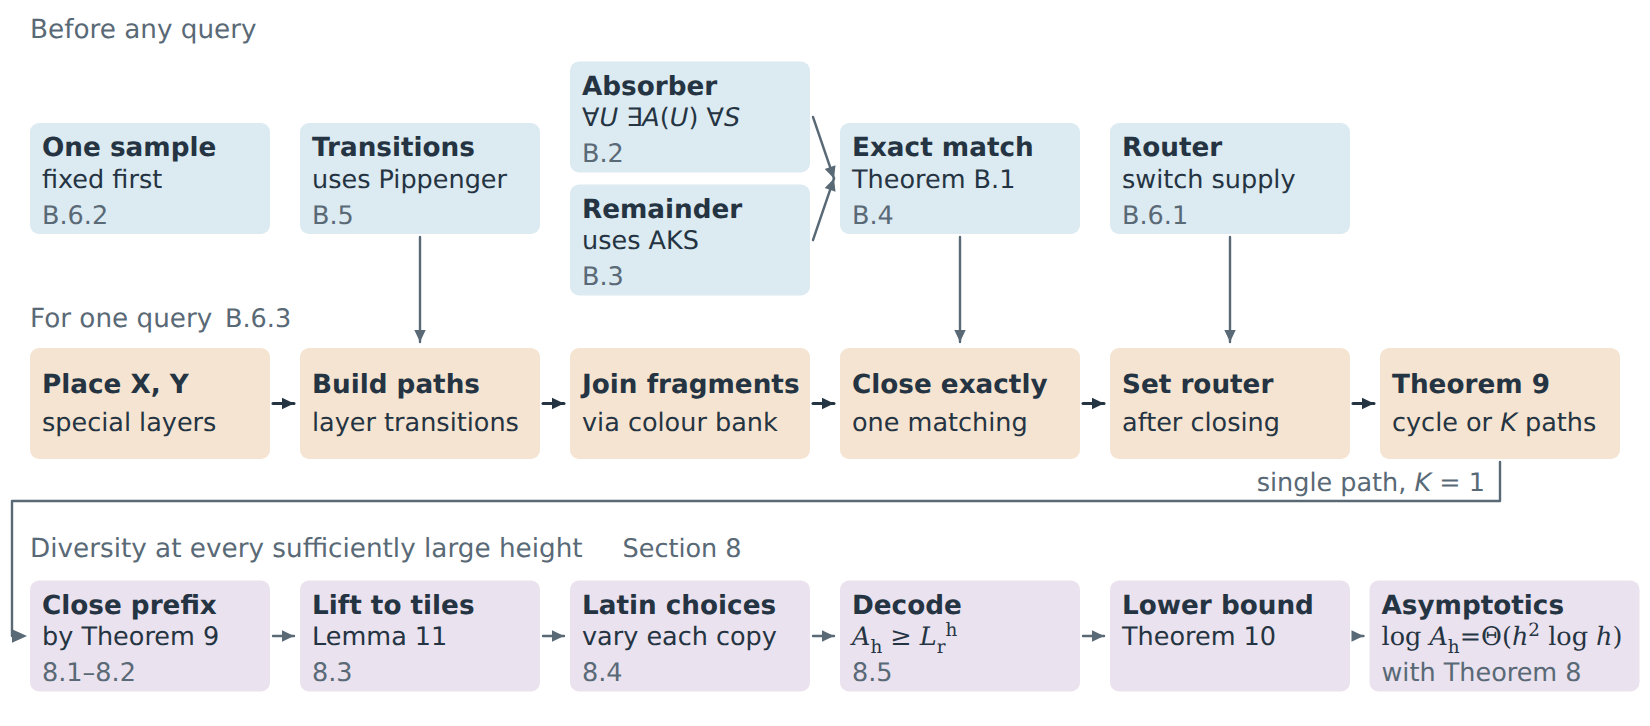 Before any query
One sample
fixed first
B.6.2
Transitions
uses Pippenger
B.5
Absorber
∀U ∃A(U) ∀S
B.2
Remainder
uses AKS
B.3
Exact match
Theorem B.1
B.4
Router
switch supply
B.6.1
For one query B.6.3
Place X, Y
special layers
Build paths
layer transitions
Join fragments
via colour bank
Close exactly
one matching
Set router
after closing
Theorem 9
cycle or K paths
single path, K = 1
Diversity at every sufficiently large height Section 8
Close prefix
by Theorem 9
8.1–8.2
Lift to tiles
Lemma 11
8.3
Latin choices
vary each copy
8.4
Decode
A_h ≥ L_r^h
8.5
Lower bound
Theorem 10
Asymptotics
log A_h=Θ(h² log h)
with Theorem 8